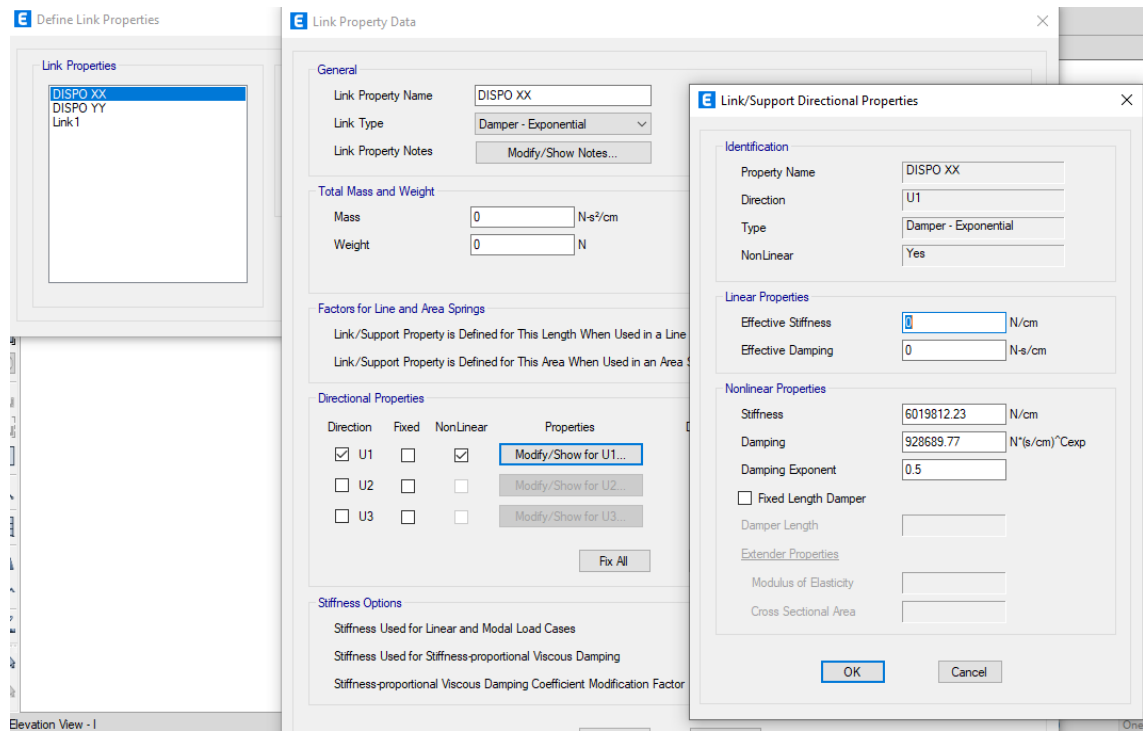 Define Link Properties
Link Properties
DISPO XX
DISPO YY
Link1
Link Property Data
General
Link Property Name DISPO XX
Link Type Damper - Exponential
Link Property Notes Modify/Show Notes...
Total Mass and Weight
Mass 0 N-s²/cm
Weight 0 N
Factors for Line and Area Springs
Link/Support Property is Defined for This Length When Used in a Line
Link/Support Property is Defined for This Area When Used in an Area
Directional Properties
Direction Fixed NonLinear Properties
U1 Modify/Show for U1...
U2 Modify/Show for U2...
U3 Modify/Show for U3...
Fix All
Stiffness Options
Stiffness Used for Linear and Modal Load Cases
Stiffness Used for Stiffness-proportional Viscous Damping
Stiffness-proportional Viscous Damping Coefficient Modification Factor
Link/Support Directional Properties
Identification
Property Name DISPO XX
Direction U1
Type Damper - Exponential
NonLinear Yes
Linear Properties
Effective Stiffness 0 N/cm
Effective Damping 0 N-s/cm
Nonlinear Properties
Stiffness 6019812.23 N/cm
Damping 928689.77 N*(s/cm)^Cexp
Damping Exponent 0.5
Fixed Length Damper
Damper Length
Extender Properties
Modulus of Elasticity
Cross Sectional Area
OK Cancel
Elevation View - I
One